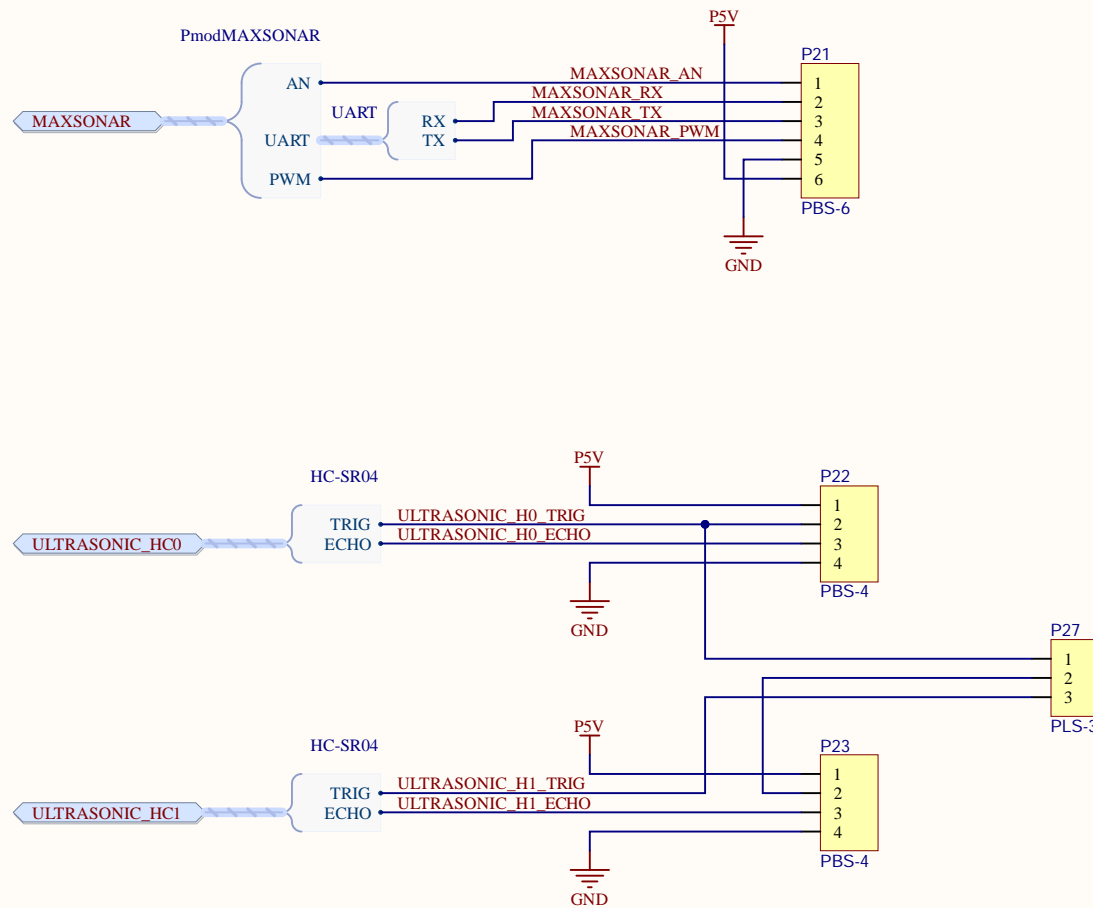 PmodMAXSONAR
P5V
P21
AN
MAXSONAR_AN
1
MAXSONAR
UART
RX
MAXSONAR_RX
2
UART
TX
MAXSONAR_TX
3
PWM
MAXSONAR_PWM
4
5
6
PBS-6
GND
HC-SR04
P5V
P22
1
TRIG
ULTRASONIC_H0_TRIG
2
ULTRASONIC_HC0
ECHO
ULTRASONIC_H0_ECHO
3
4
PBS-4
GND
P27
1
2
3
PLS-3
HC-SR04
P5V
P23
1
TRIG
ULTRASONIC_H1_TRIG
2
ULTRASONIC_HC1
ECHO
ULTRASONIC_H1_ECHO
3
4
PBS-4
GND